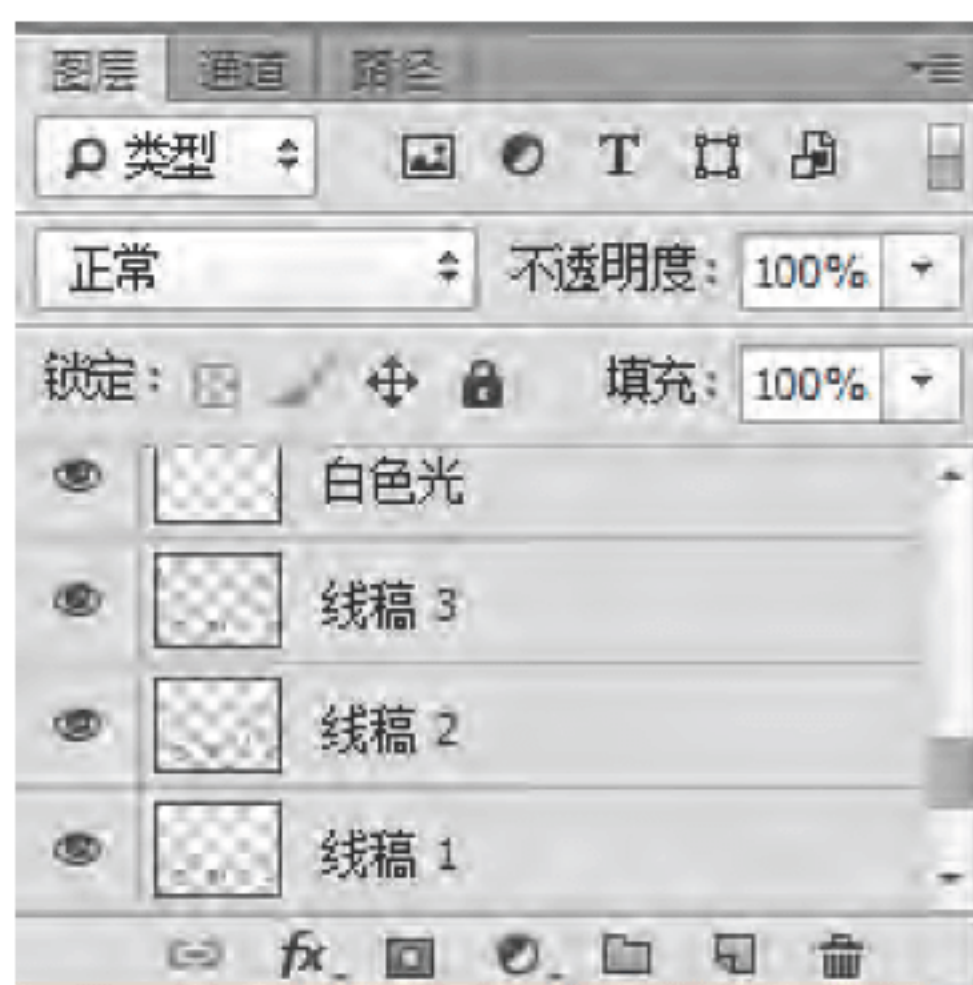 图层 通道 路径
类型 T
正常 不透明度: 100%
锁定: 填充: 100%
白色光
线稿 3
线稿 2
线稿 1
fx